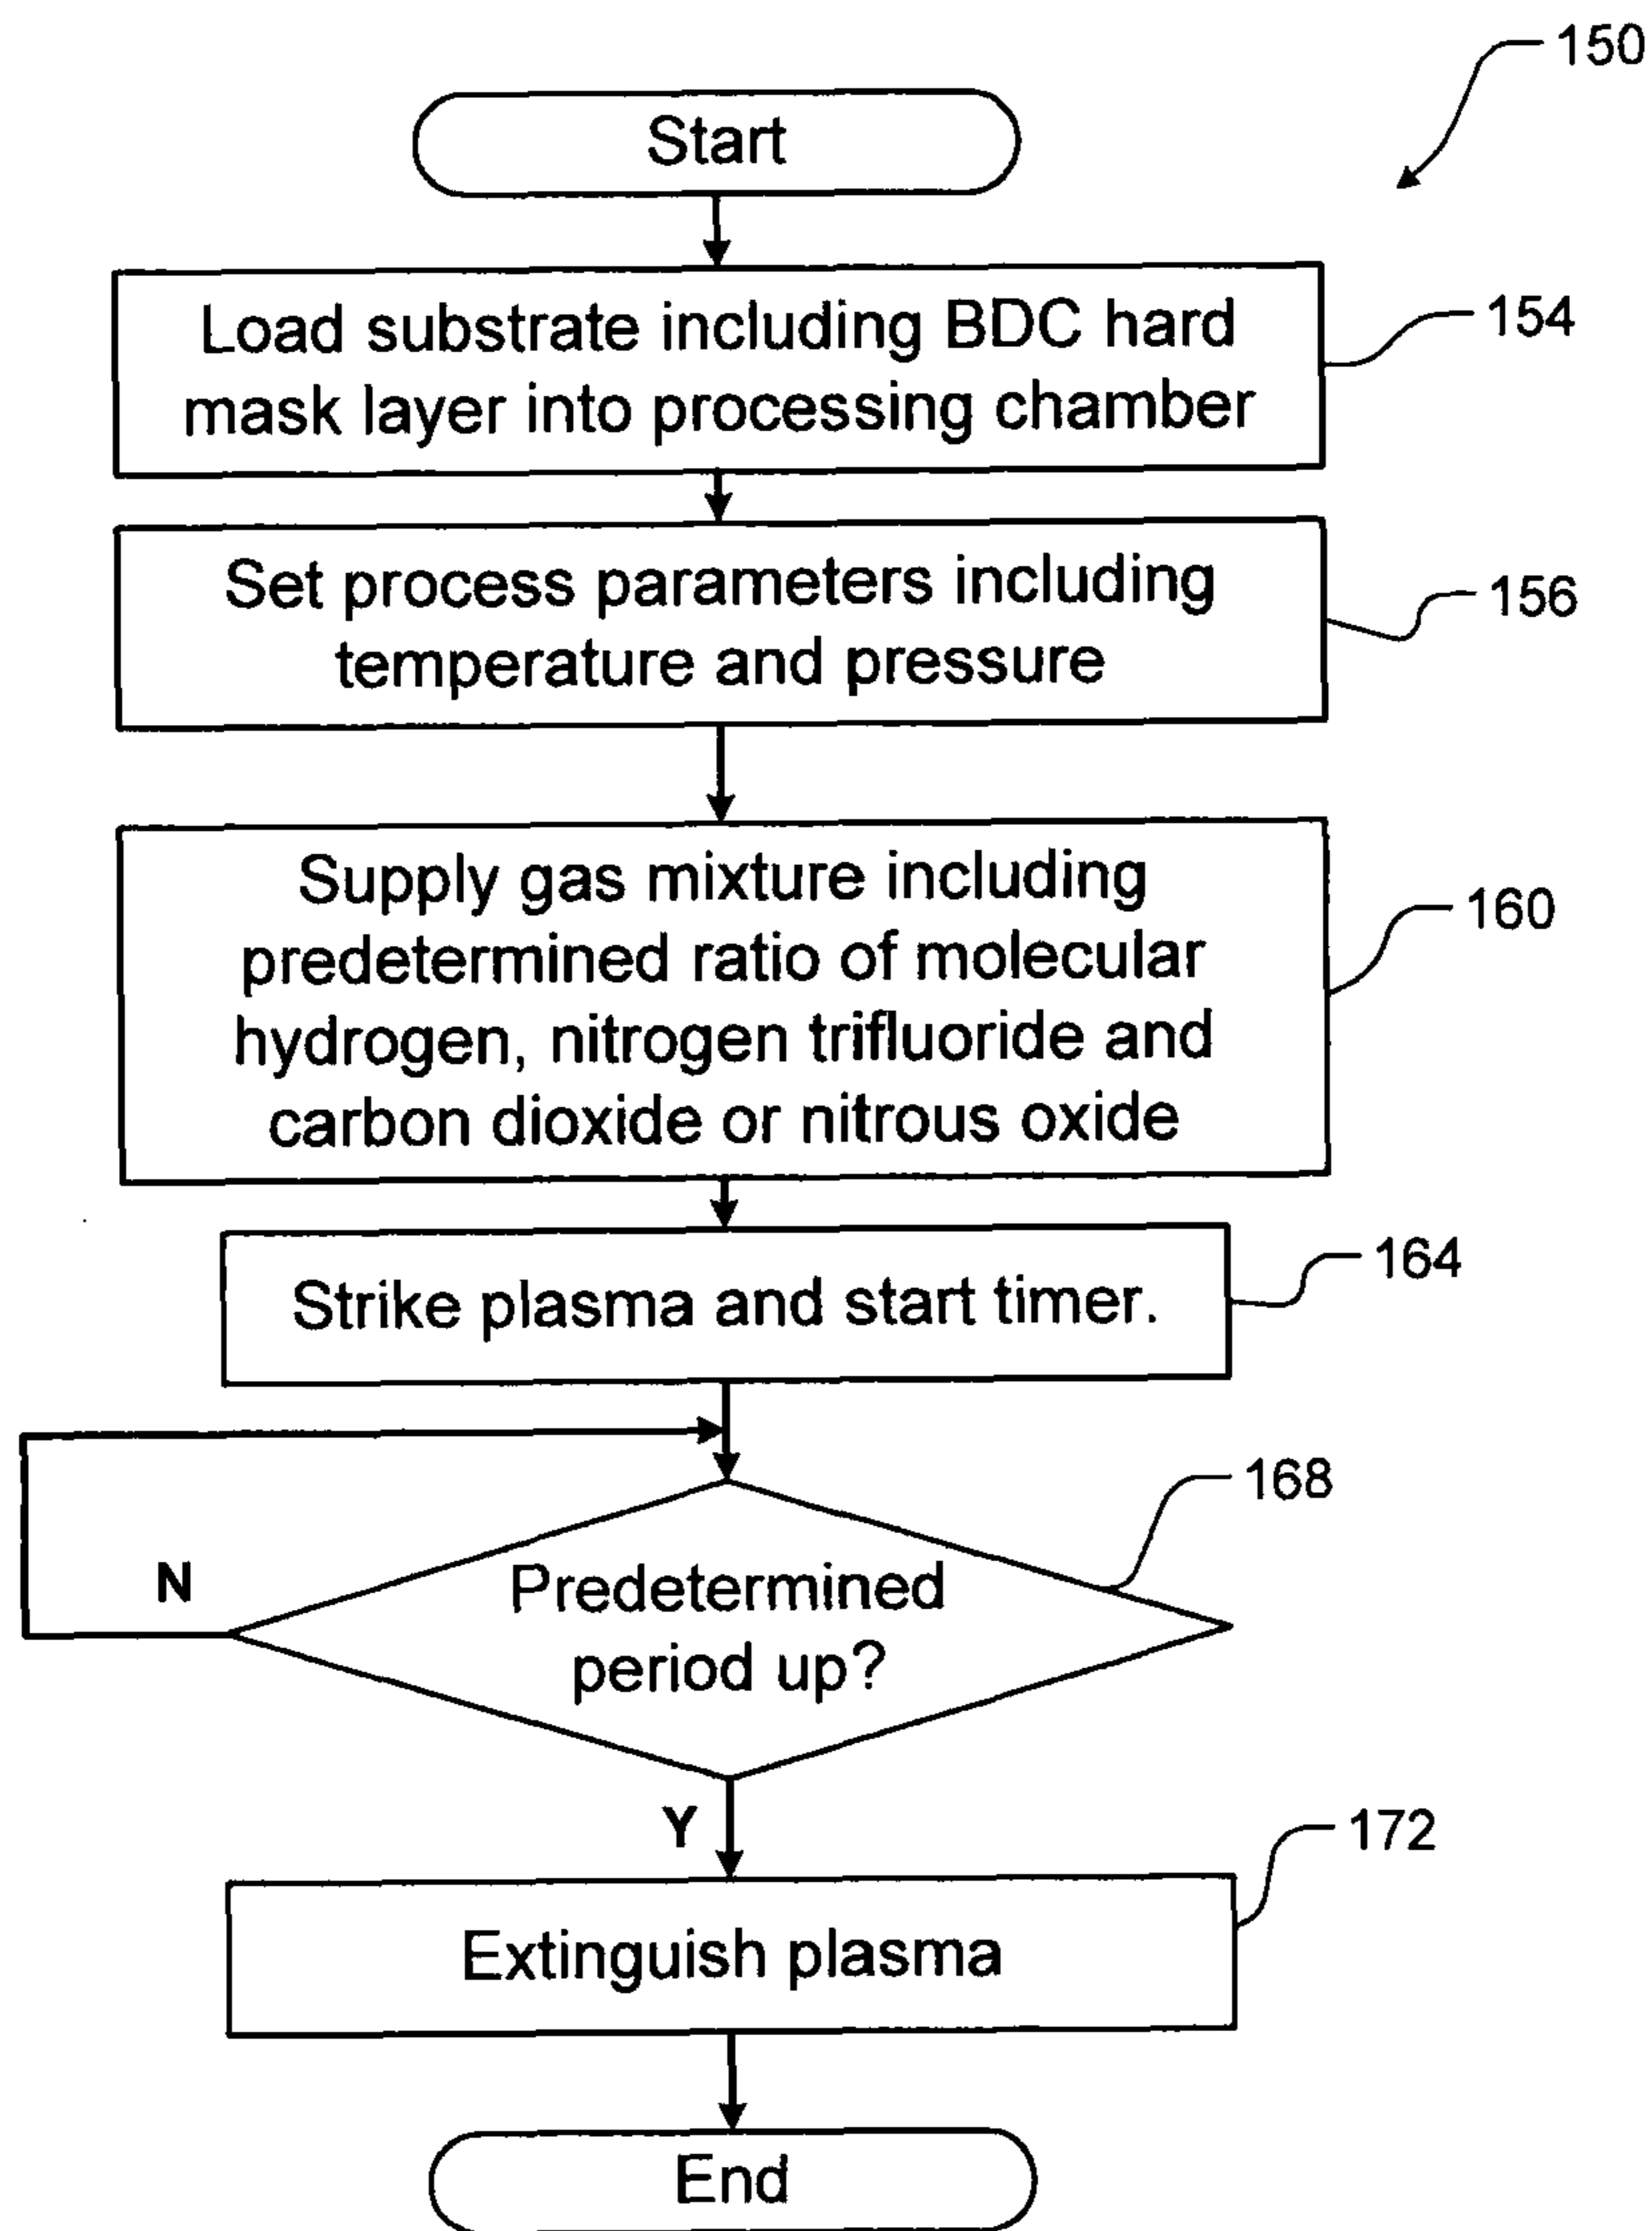 150
Start
Load substrate including BDC hard
mask layer into processing chamber
154
Set process parameters including
temperature and pressure
156
Supply gas mixture including
predetermined ratio of molecular
hydrogen, nitrogen trifluoride and
carbon dioxide or nitrous oxide
160
Strike plasma and start timer.
164
168
N
Predetermined
period up?
Y
172
Extinguish plasma
End